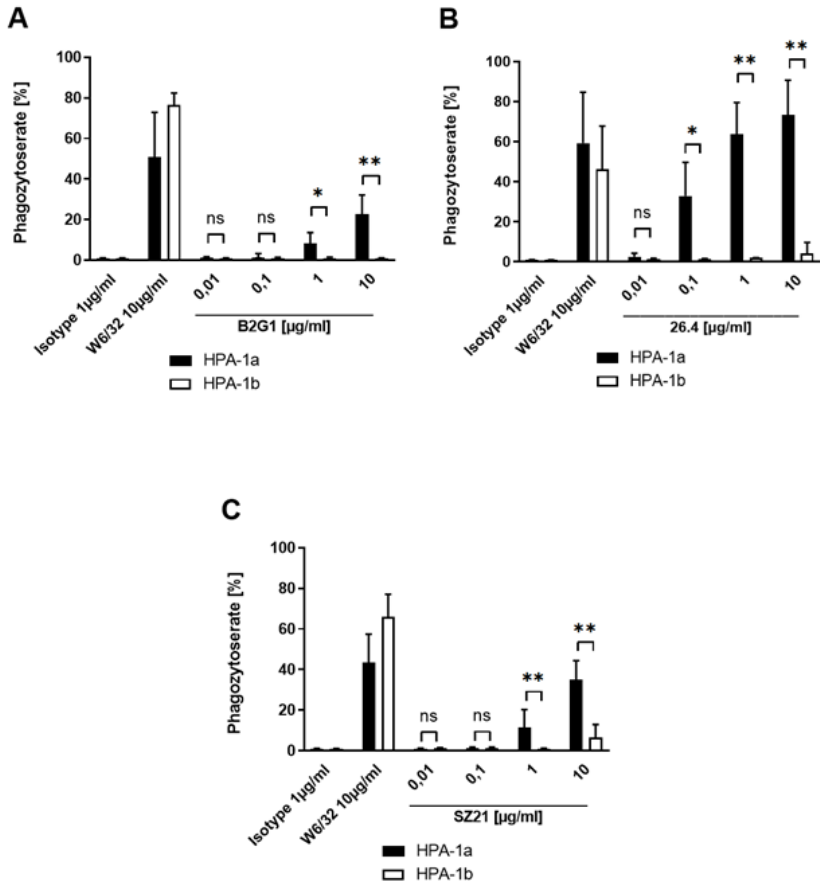 A
Phagozytoserate [%]
100
80
60
40
20
0
ns
ns
*
**
Isotype 1µg/ml
W6/32 10µg/ml
0,01
0,1
1
10
B2G1 [µg/ml]
HPA-1a
HPA-1b
B
Phagozytoserate [%]
100
80
60
40
20
0
ns
*
**
**
Isotype 1µg/ml
W6/32 10µg/ml
0,01
0,1
1
10
26.4 [µg/ml]
HPA-1a
HPA-1b
C
Phagozytoserate [%]
100
80
60
40
20
0
ns
ns
**
**
Isotype 1µg/ml
W6/32 10µg/ml
0,01
0,1
1
10
SZ21 [µg/ml]
HPA-1a
HPA-1b